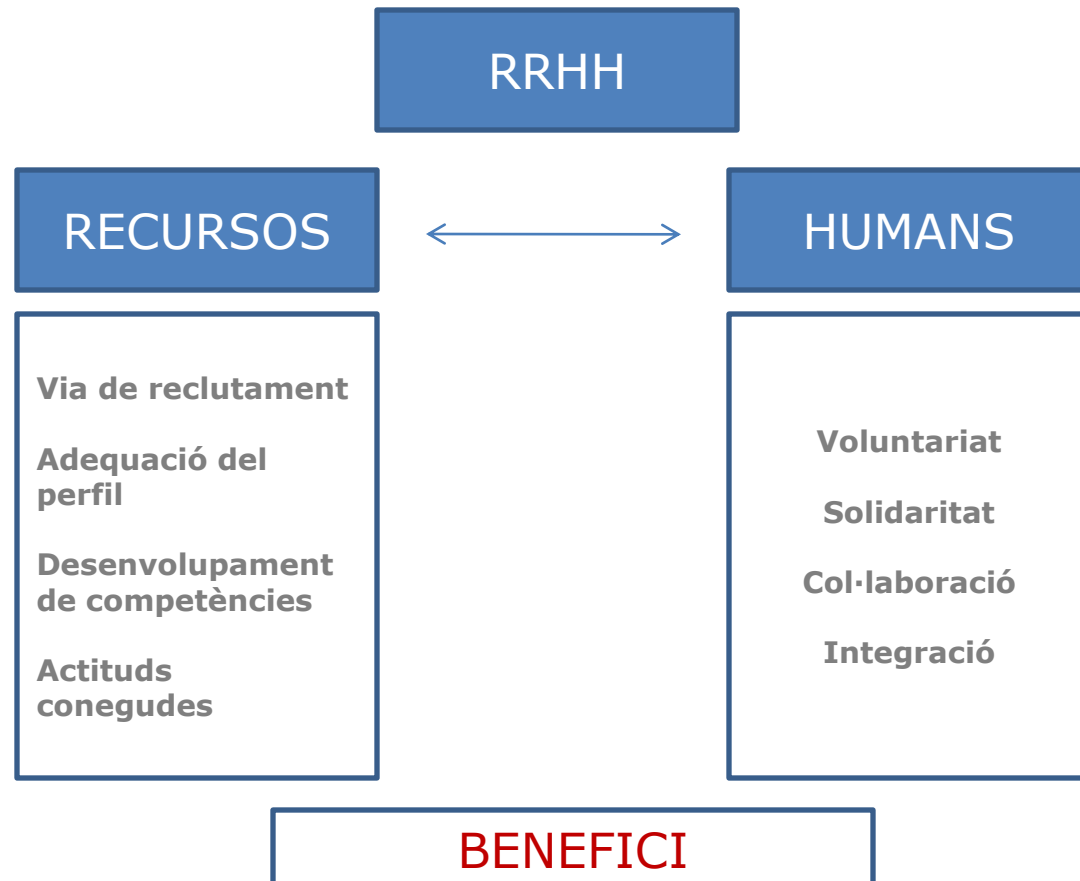 RRHH
RECURSOS
HUMANS
Via de reclutament
Adequació del
perfil
Desenvolupament
de competències
Actituds
conegudes
Voluntariat
Solidaritat
Col·laboració
Integració
BENEFICI